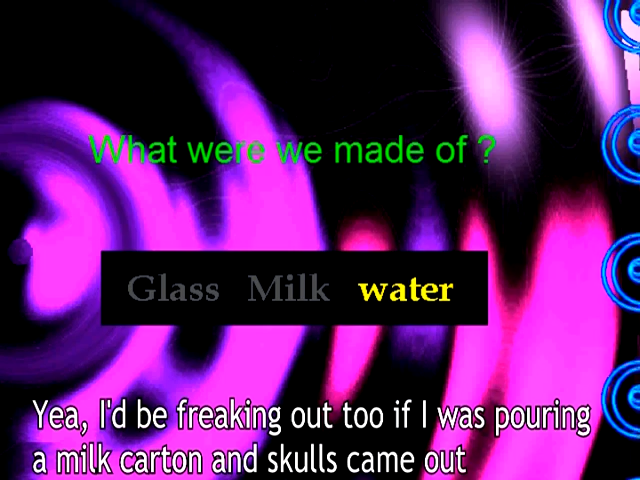 What were we made of ?
Glass Milk water
Yea, I'd be freaking out too if I was pouring
a milk carton and skulls came out